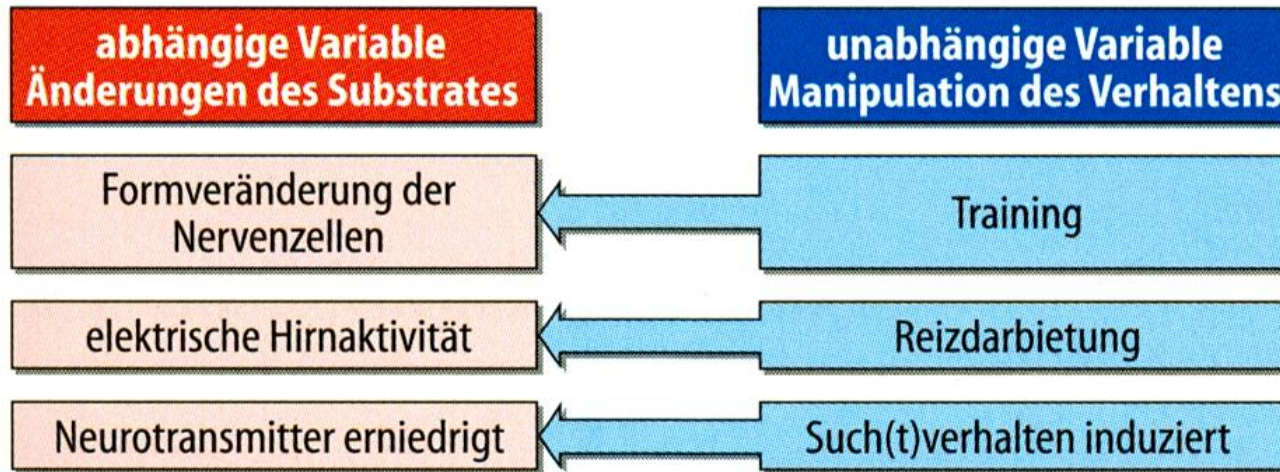 abhängige Variable
Änderungen des Substrates
unabhängige Variable
Manipulation des Verhaltens
Formveränderung der
Nervenzellen
Training
elektrische Hirnaktivität
Reizdarbietung
Neurotransmitter erniedrigt
Such(t)verhalten induziert